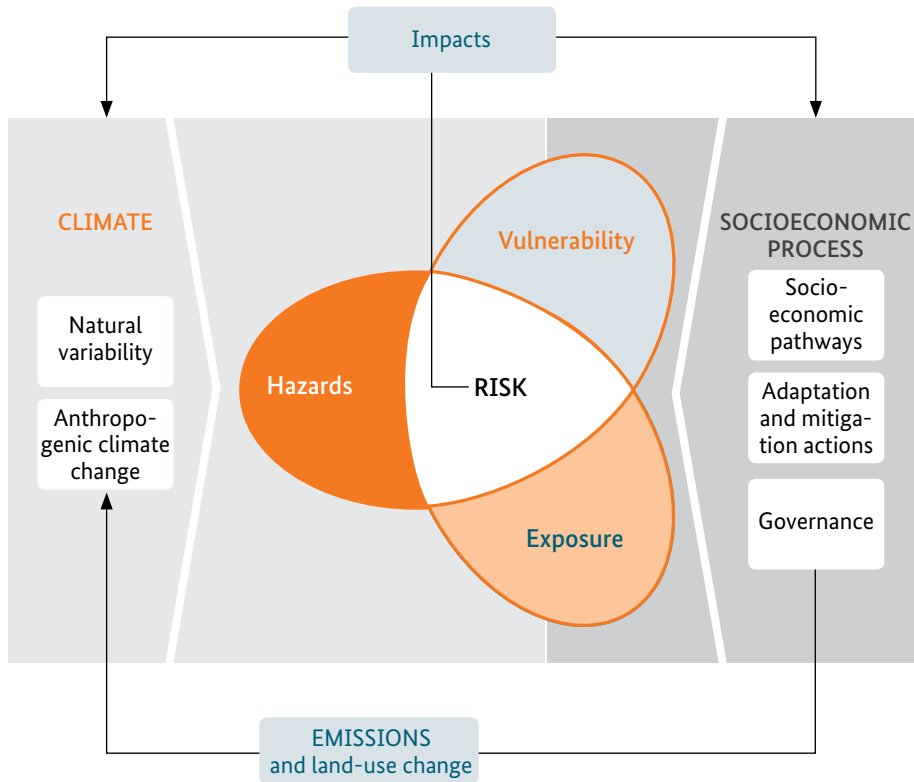 Impacts
CLIMATE
Natural
variability
Anthropo-
genic climate
change
Vulnerability
Hazards
RISK
Exposure
SOCIOECONOMIC
PROCESS
Socio-
economic
pathways
Adaptation
and mitiga-
tion actions
Governance
EMISSIONS
and land-use change